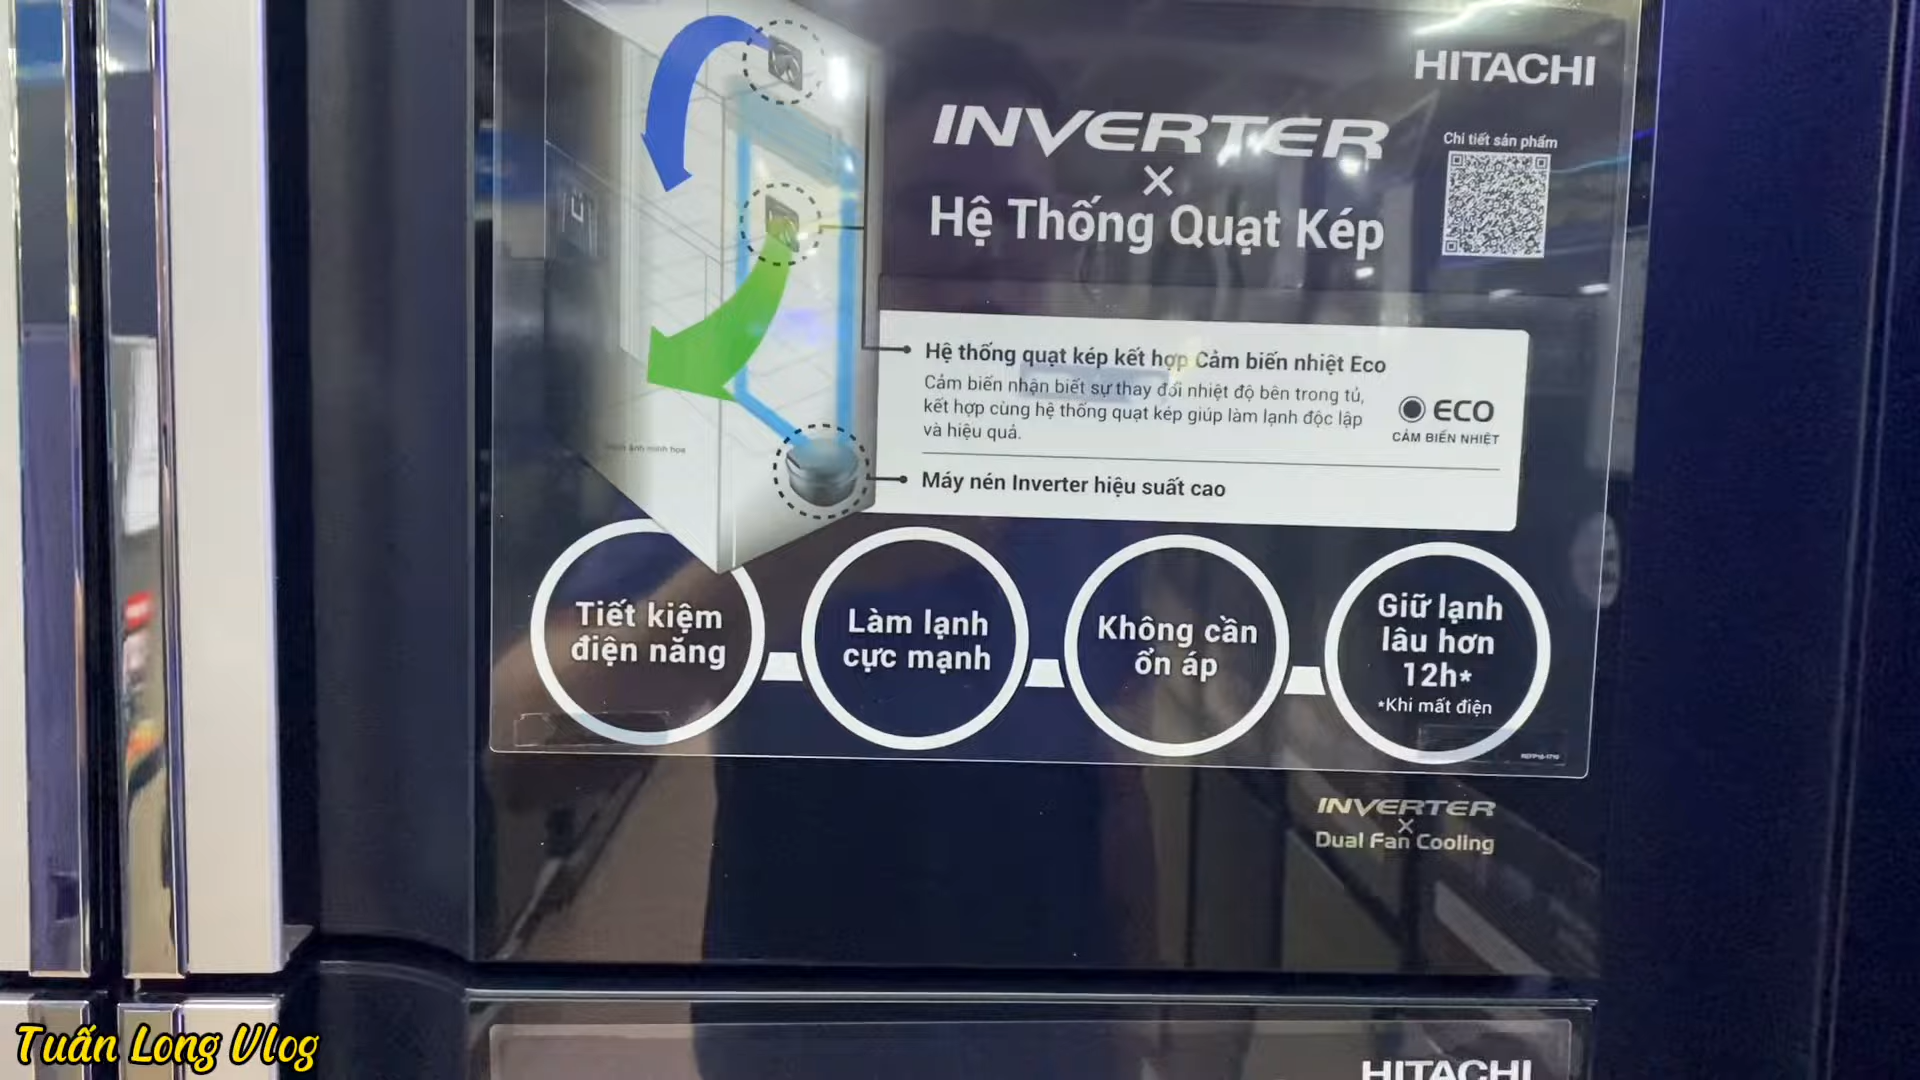 HITACHI
INVERTER
×
Hệ Thống Quạt Kép
Chi tiết sản phẩm
Hệ thống quạt kép kết hợp Cảm biến nhiệt Eco
Cảm biến nhận biết sự thay đổi nhiệt độ bên trong tủ,
kết hợp cùng hệ thống quạt kép giúp làm lạnh độc lập
và hiệu quả.
ECO
CẢM BIẾN NHIỆT
Máy nén Inverter hiệu suất cao
Tiết kiệm
điện năng
Làm lạnh
cực mạnh
Không cần
ổn áp
Giữ lạnh
lâu hơn
12h*
*Khi mất điện
INVERTER
×
Dual Fan Cooling
HITACHI
Tuấn Long Vlog